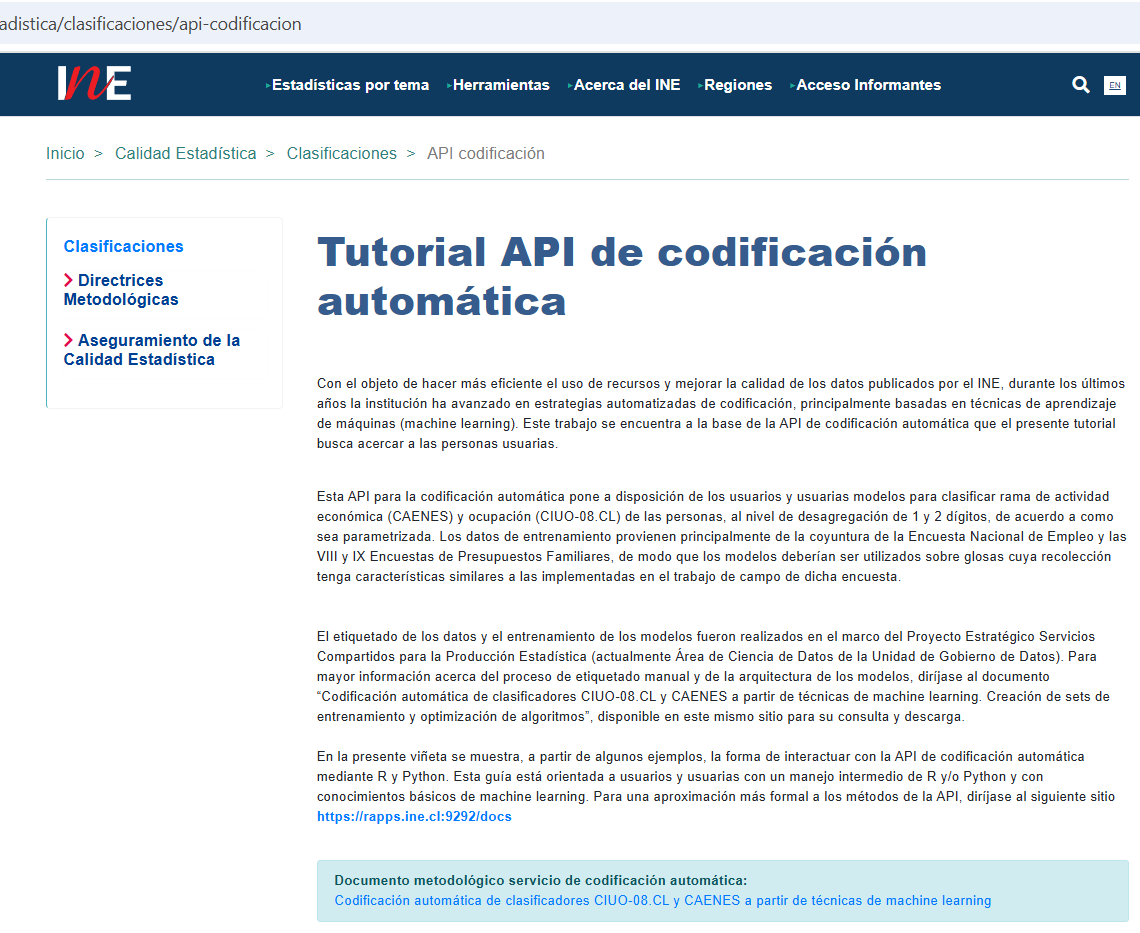 adistica/clasificaciones/api-codificacion
INE
Estadísticas por tema Herramientas Acerca del INE Regiones Acceso Informantes EN
Inicio > Calidad Estadística > Clasificaciones > API codificación
Clasificaciones
Directrices
Metodológicas
Aseguramiento de la
Calidad Estadística
Tutorial API de codificación
automática
Con el objeto de hacer más eficiente el uso de recursos y mejorar la calidad de los datos publicados por el INE, durante los últimos
años la institución ha avanzado en estrategias automatizadas de codificación, principalmente basadas en técnicas de aprendizaje
de máquinas (machine learning). Este trabajo se encuentra a la base de la API de codificación automática que el presente tutorial
busca acercar a las personas usuarias.
Esta API para la codificación automática pone a disposición de los usuarios y usuarias modelos para clasificar rama de actividad
económica (CAENES) y ocupación (CIUO-08.CL) de las personas, al nivel de desagregación de 1 y 2 dígitos, de acuerdo a como
sea parametrizada. Los datos de entrenamiento provienen principalmente de la coyuntura de la Encuesta Nacional de Empleo y las
VIII y IX Encuestas de Presupuestos Familiares, de modo que los modelos deberían ser utilizados sobre glosas cuya recolección
tenga características similares a las implementadas en el trabajo de campo de dicha encuesta.
El etiquetado de los datos y el entrenamiento de los modelos fueron realizados en el marco del Proyecto Estratégico Servicios
Compartidos para la Producción Estadística (actualmente Área de Ciencia de Datos de la Unidad de Gobierno de Datos). Para
mayor información acerca del proceso de etiquetado manual y de la arquitectura de los modelos, diríjase al documento
“Codificación automática de clasificadores CIUO-08.CL y CAENES a partir de técnicas de machine learning. Creación de sets de
entrenamiento y optimización de algoritmos”, disponible en este mismo sitio para su consulta y descarga.
En la presente viñeta se muestra, a partir de algunos ejemplos, la forma de interactuar con la API de codificación automática
mediante R y Python. Esta guía está orientada a usuarios y usuarias con un manejo intermedio de R y/o Python y con
conocimientos básicos de machine learning. Para una aproximación más formal a los métodos de la API, diríjase al siguiente sitio
https://rapps.ine.cl:9292/docs
Documento metodológico servicio de codificación automática:
Codificación automática de clasificadores CIUO-08.CL y CAENES a partir de técnicas de machine learning